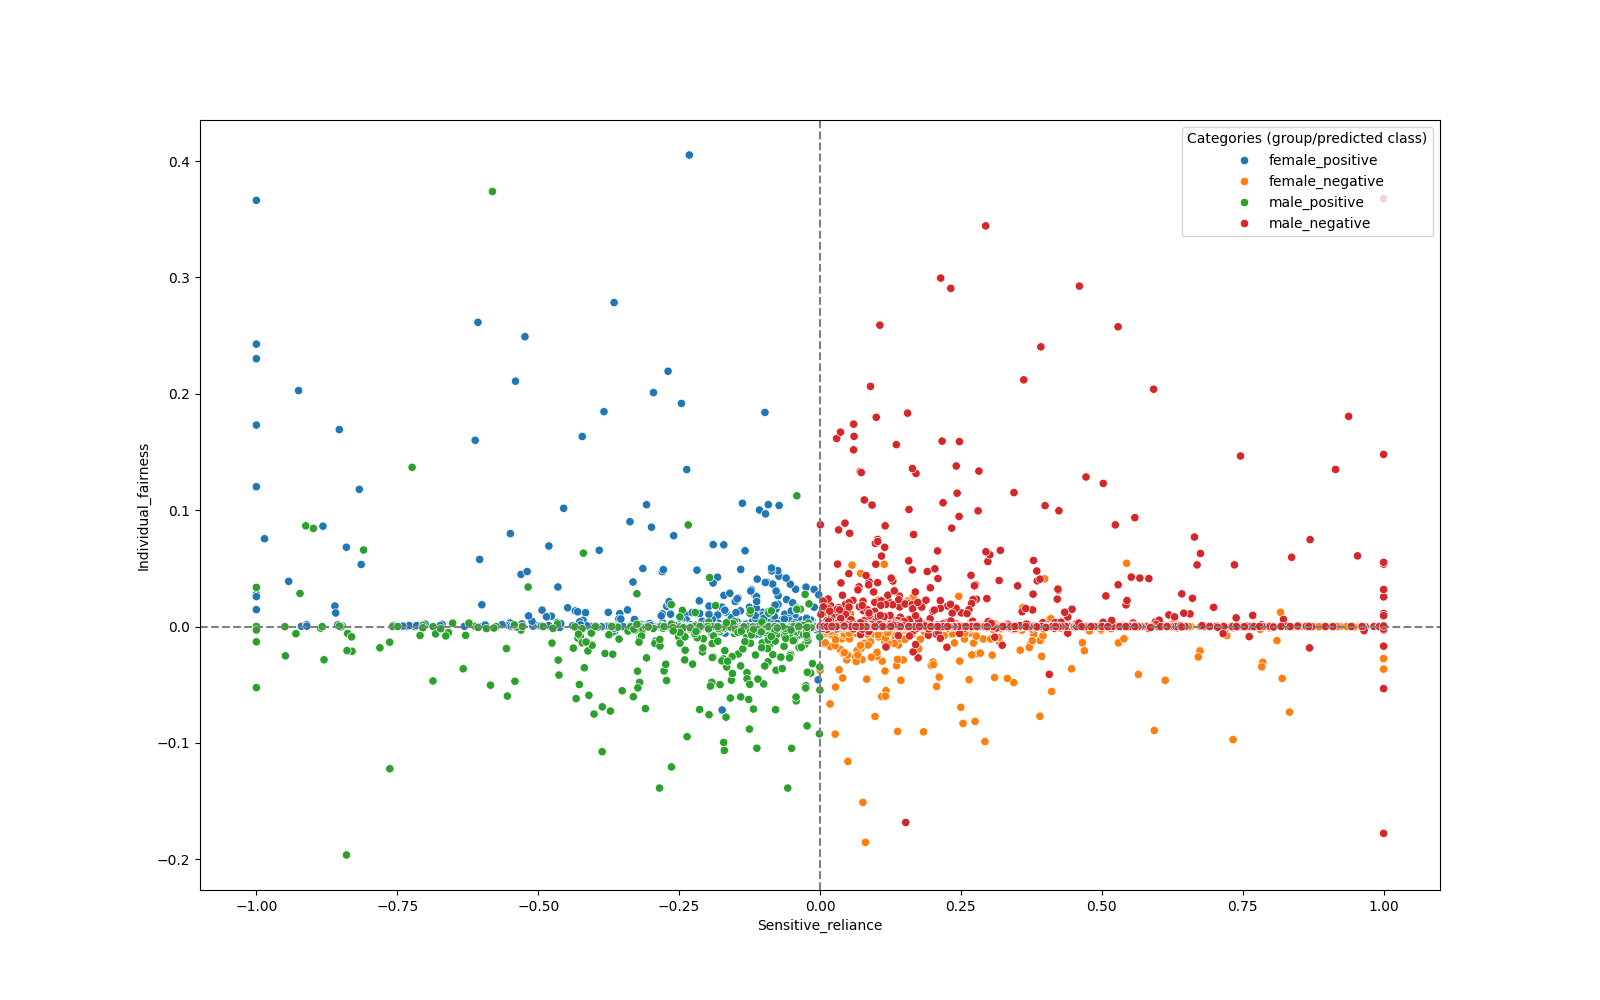 Categories (group/predicted class)
female_positive
female_negative
male_positive
male_negative
0.4
0.3
0.2
0.1
0.0
−0.1
−0.2
Individual_fairness
−1.00
−0.75
−0.50
−0.25
0.00
0.25
0.50
0.75
1.00
Sensitive_reliance